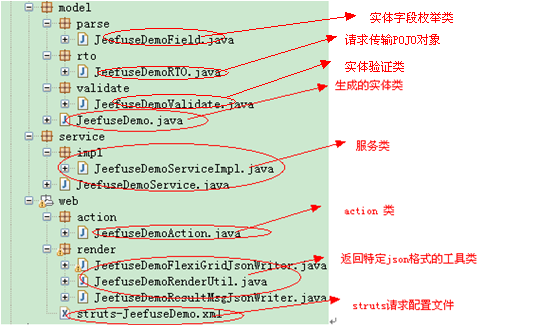 model
parse
JeefuseDemoField.java
实体字段枚举类
rto
请求传输POJO对象
JeefuseDemoRTO.java
validate
实体验证类
JeefuseDemoValidate.java
生成的实体类
JeefuseDemo.java
service
impl
服务类
JeefuseDemoServiceImpl.java
JeefuseDemoService.java
web
action
action 类
JeefuseDemoAction.java
render
返回特定json格式的工具类
JeefuseDemoFlexiGridJsonWriter.java
JeefuseDemoRenderUtil.java
JeefuseDemoResultMsgJsonWriter.java
struts请求配置文件
struts-JeefuseDemo.xml